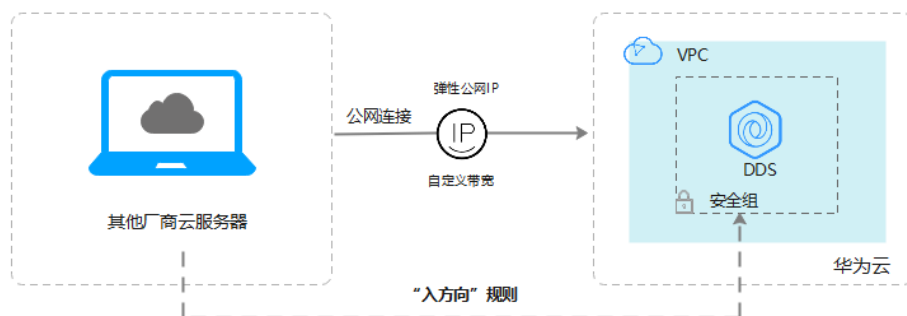 其他厂商云服务器
公网连接
弹性公网IP
IP
自定义带宽
VPC
DDS
安全组
华为云
“入方向”规则